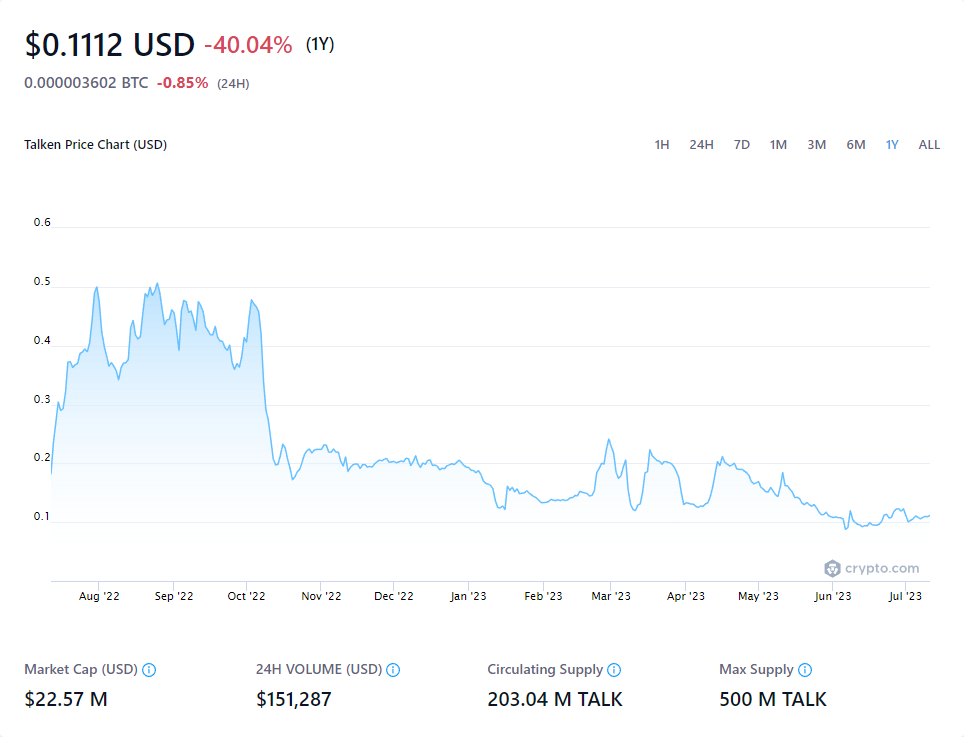 $0.1112 USD -40.04% (1Y)
0.000003602 BTC -0.85% (24H)
Talken Price Chart (USD) 1H 24H 7D 1M 3M 6M 1Y ALL
0.6
0.5
0.4
0.3
0.2
0.1
crypto.com
Aug '22 Sep '22 Oct '22 Nov '22 Dec '22 Jan '23 Feb '23 Mar '23 Apr '23 May '23 Jun '23 Jul '23
Market Cap (USD) 24H VOLUME (USD) Circulating Supply Max Supply
$22.57 M $151,287 203.04 M TALK 500 M TALK